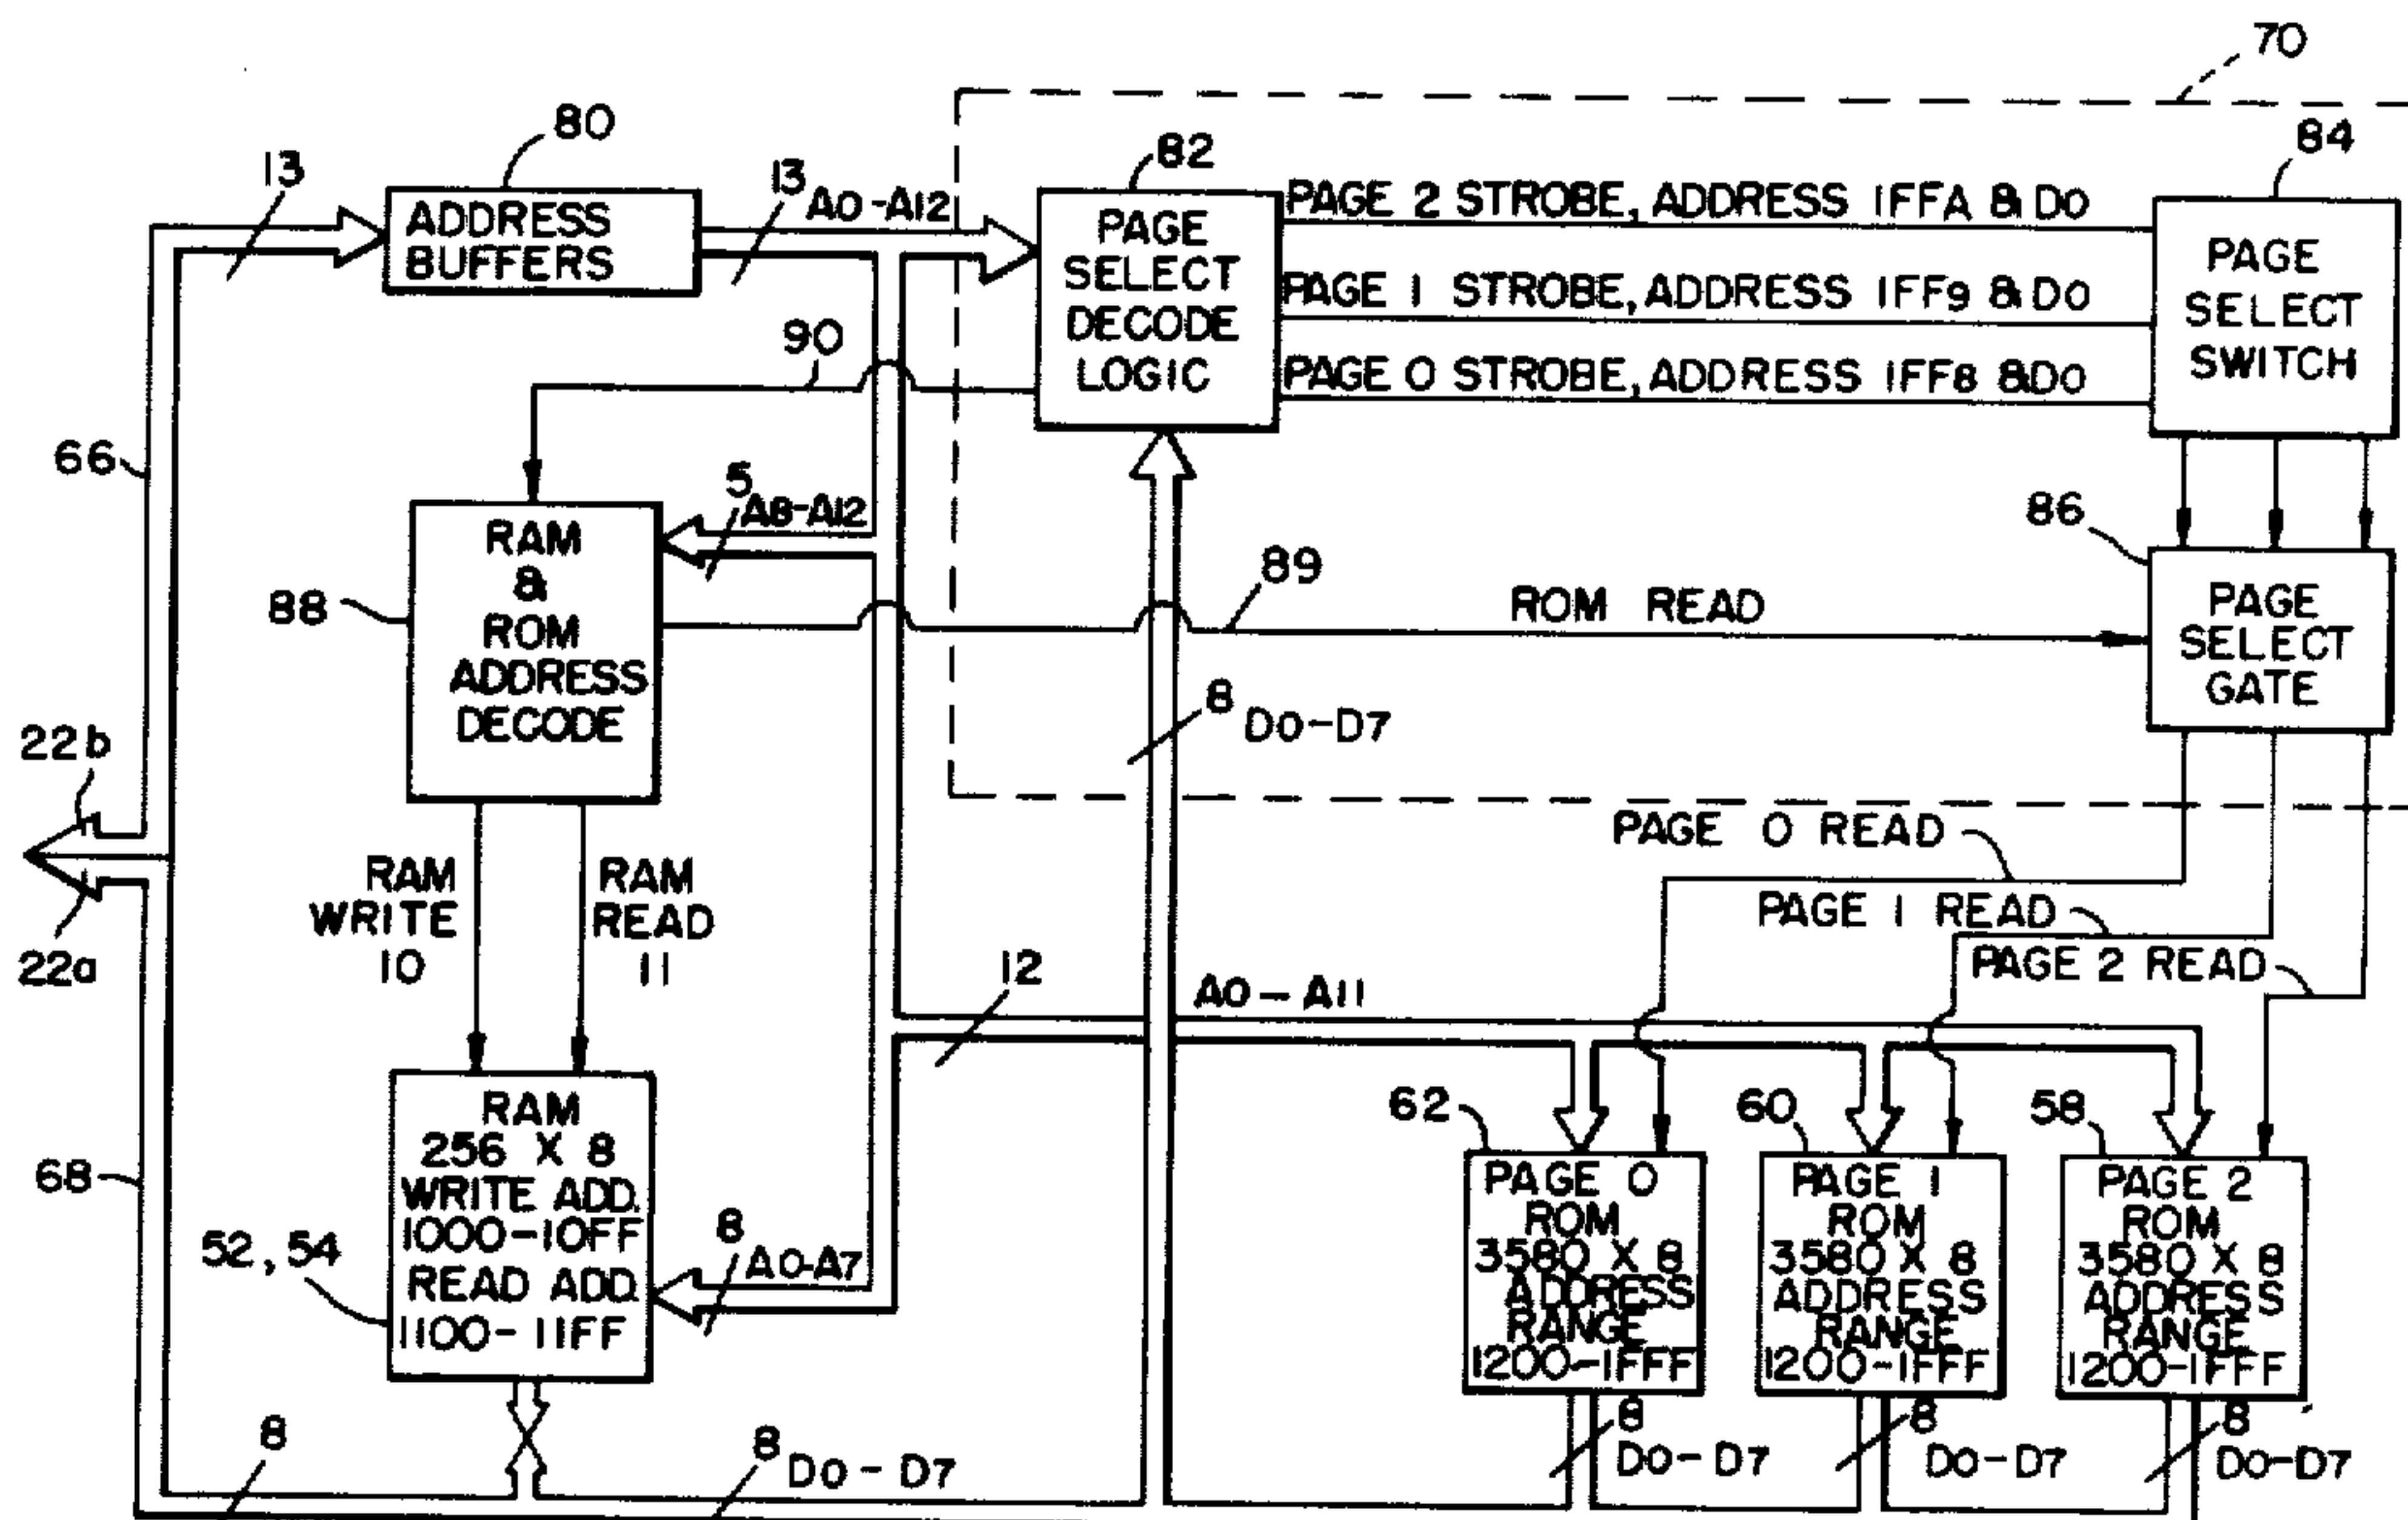 70
80
82
84
13
ADDRESS
BUFFERS
13
A0-A12
PAGE
SELECT
DECODE
LOGIC
PAGE 2 STROBE, ADDRESS 1FFA & D0
PAGE 1 STROBE, ADDRESS 1FF9 & D0
PAGE 0 STROBE, ADDRESS 1FF8 & D0
PAGE
SELECT
SWITCH
90
66
5
A8-A12
86
88
RAM
&
ROM
ADDRESS
DECODE
89
ROM READ
PAGE
SELECT
GATE
8
D0-D7
22b
22a
RAM
WRITE
10
RAM
READ
11
PAGE 0 READ
PAGE 1 READ
PAGE 2 READ
12
A0-A11
62
60
58
68
52, 54
RAM
256 X 8
WRITE ADD.
1000-10FF
READ ADD.
1100-11FF
8
A0-A7
PAGE 0
ROM
3580 X 8
ADDRESS
RANGE
1200-1FFF
PAGE 1
ROM
3580 X 8
ADDRESS
RANGE
1200-1FFF
PAGE 2
ROM
3580 X 8
ADDRESS
RANGE
1200-1FFF
8
8
D0-D7
8
D0-D7
8
D0-D7
8
D0-D7